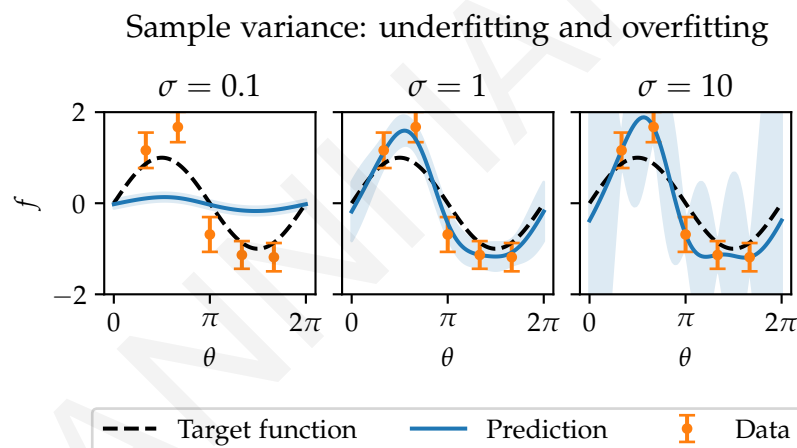 Sample variance: underfitting and overfitting
σ = 0.1
σ = 1
σ = 10
f
2
0
−2
0 π 2π
0 π 2π
0 π 2π
θ
θ
θ
Target function
Prediction
Data